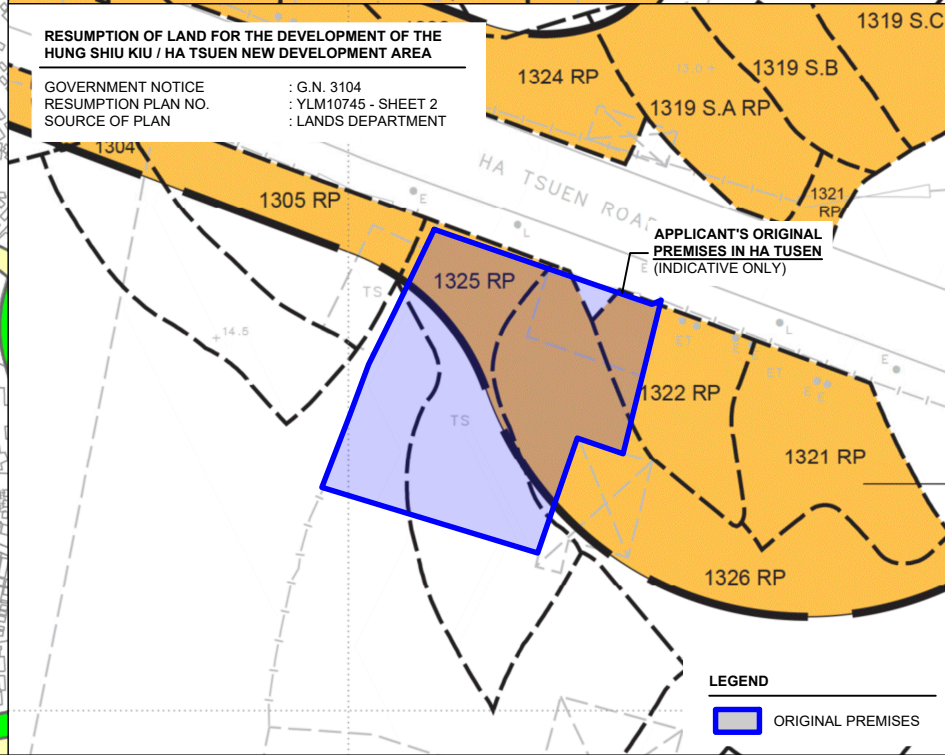 RESUMPTION OF LAND FOR THE DEVELOPMENT OF THE
HUNG SHIU KIU / HA TSUEN NEW DEVELOPMENT AREA
GOVERNMENT NOTICE : G.N. 3104
RESUMPTION PLAN NO. : YLM10745 - SHEET 2
SOURCE OF PLAN : LANDS DEPARTMENT
1319 S.C
1324 RP
13.0
1319 S.B
1319 S.A RP
1304
HA TSUEN ROAD
1305 RP
E
1321
RP
L
APPLICANT'S ORIGINAL
PREMISES IN HA TUSEN
(INDICATIVE ONLY)
E
1325 RP
TS
14.5
L
ET
E
E
ET
E E
1322 RP
TS
1321 RP
1326 RP
LEGEND
ORIGINAL PREMISES